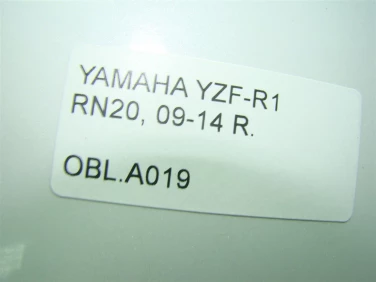 YAMAHA YZF-R1
RN20, 09-14 R.
OBL.A019